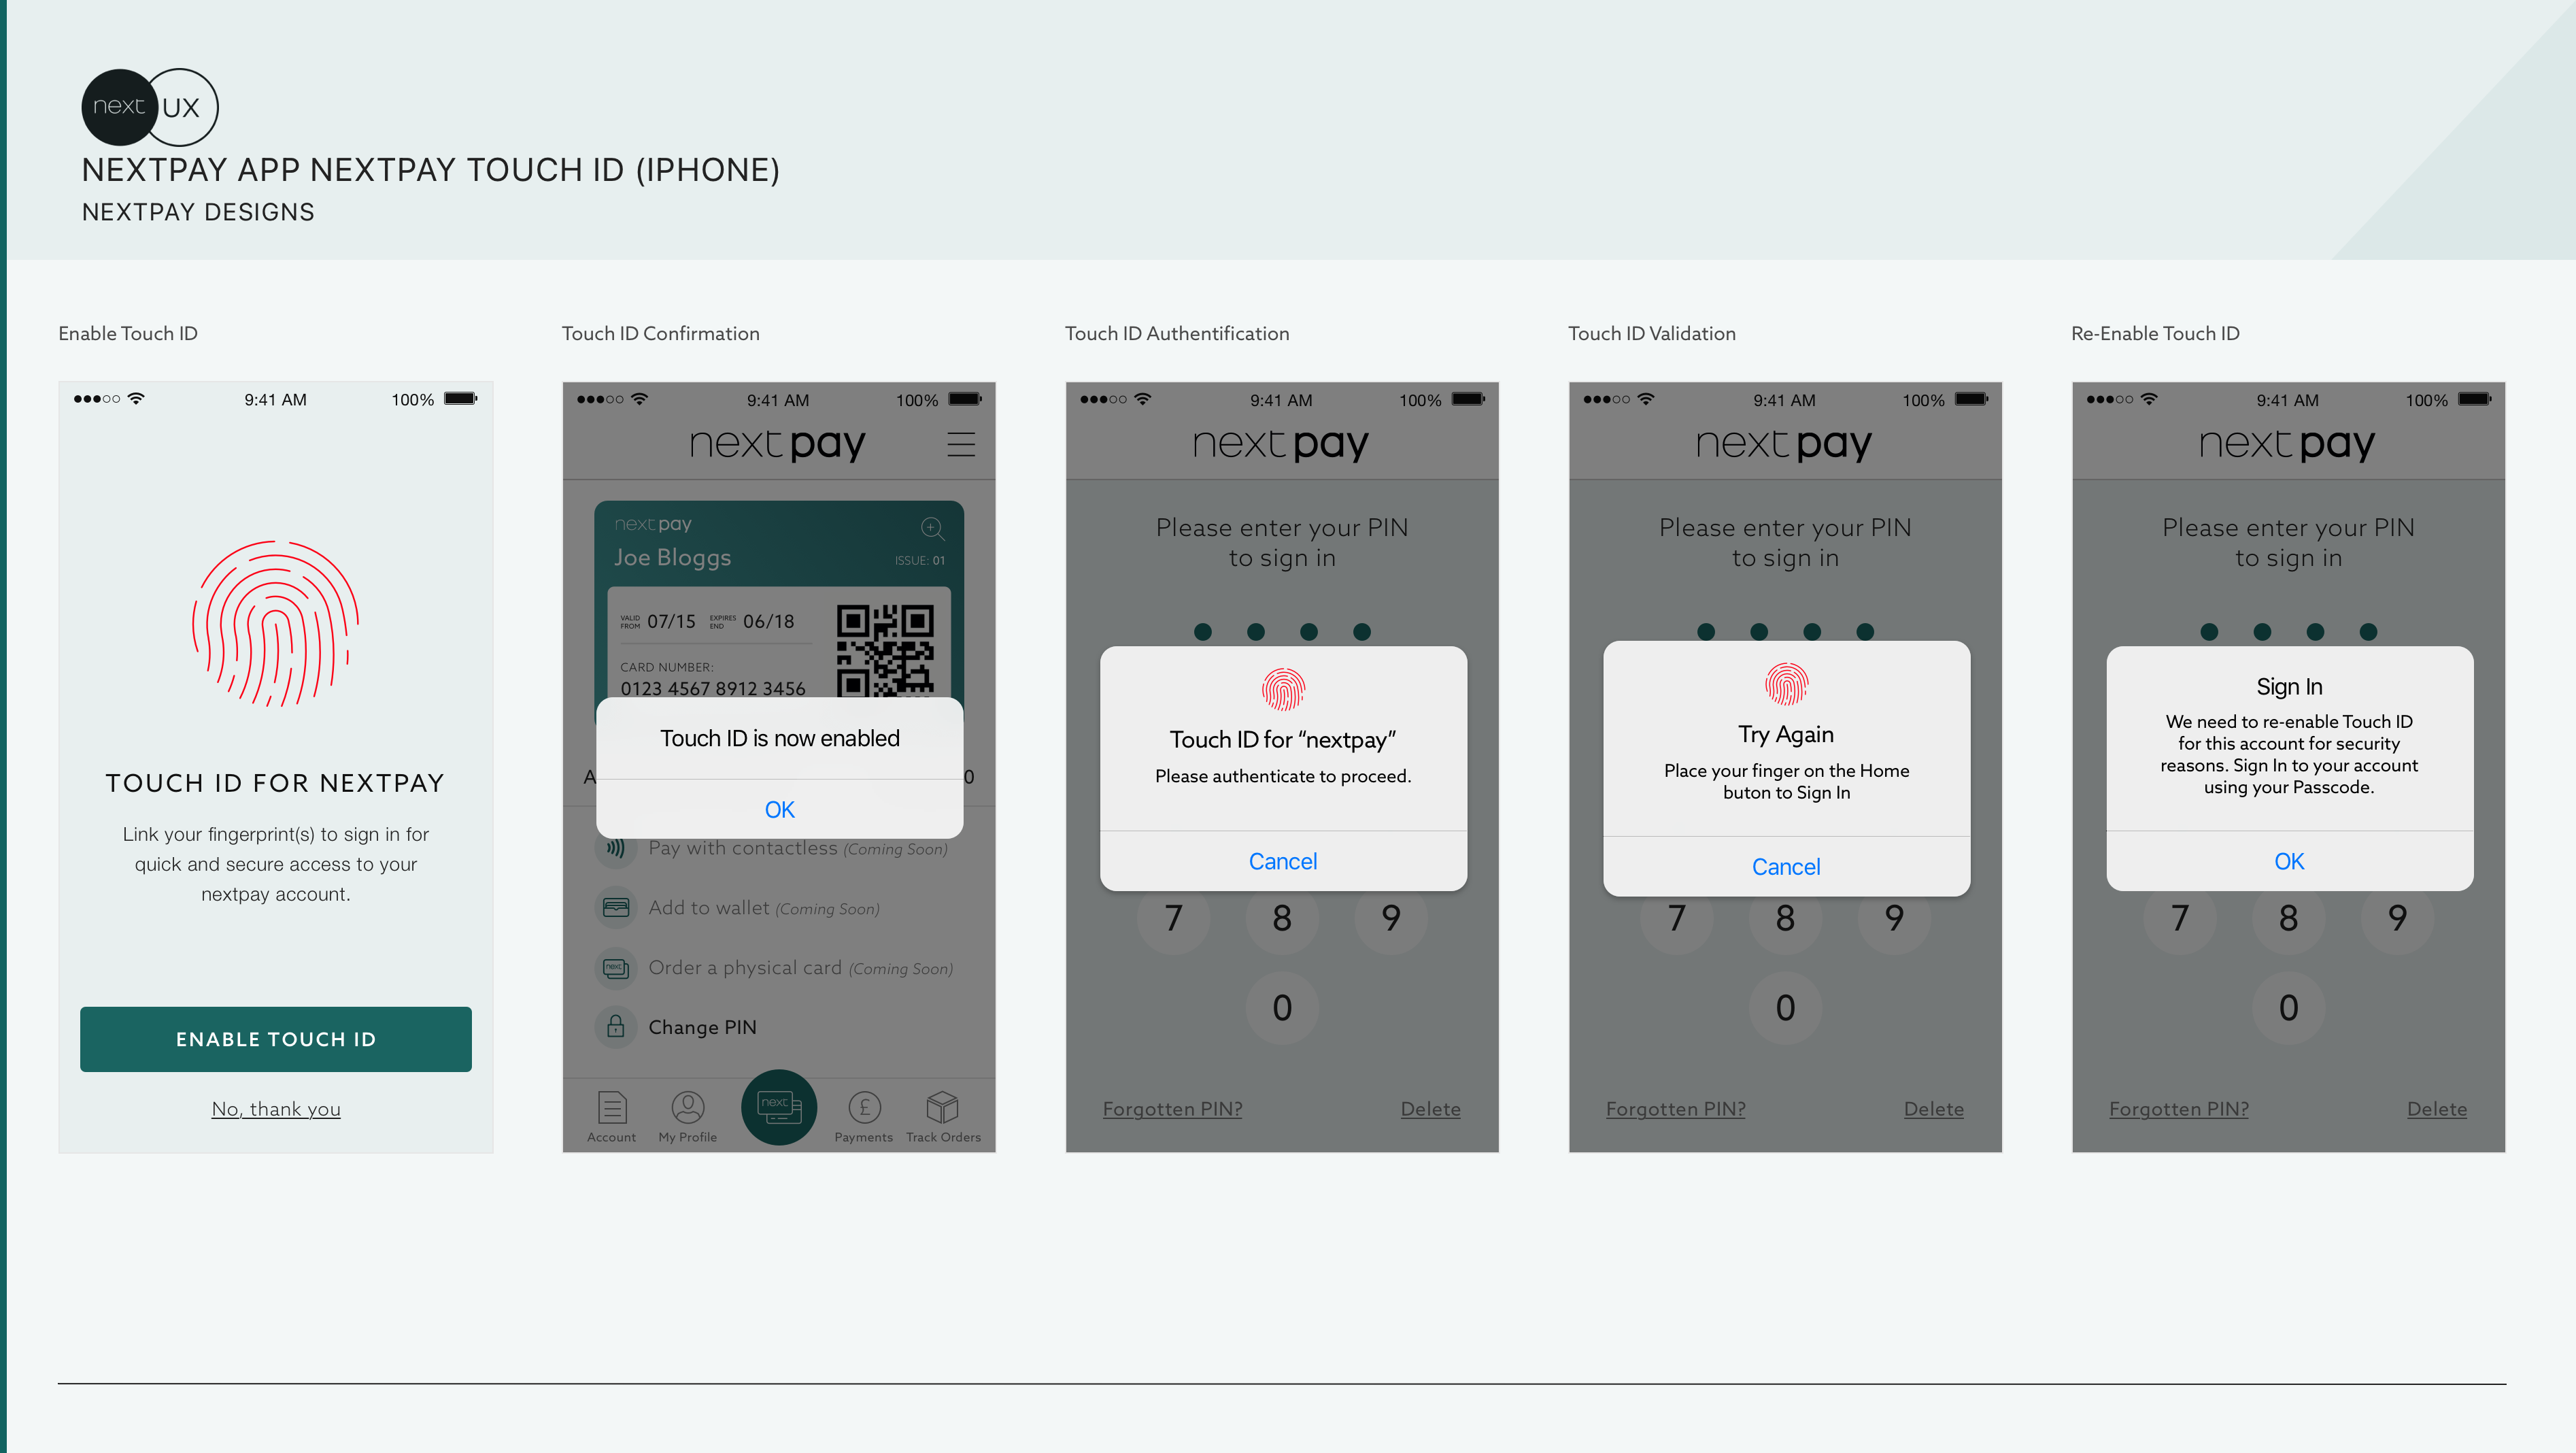 next UX
NEXTPAY APP NEXTPAY TOUCH ID (IPHONE)
NEXTPAY DESIGNS
Enable Touch ID
9:41 AM 100%
TOUCH ID FOR NEXTPAY
Link your fingerprint(s) to sign in for
quick and secure access to your
nextpay account.
ENABLE TOUCH ID
No, thank you
Touch ID Confirmation
9:41 AM 100%
next pay
next pay
Joe Bloggs
ISSUE: 01
VALID FROM 07/15 EXPIRES END 06/18
CARD NUMBER:
0123 4567 8912 3456
Touch ID is now enabled
A 0
OK
Pay with contactless (Coming Soon)
Add to wallet (Coming Soon)
next
Order a physical card (Coming Soon)
Change PIN
next
£
Account My Profile Payments Track Orders
Touch ID Authentification
9:41 AM 100%
next pay
Please enter your PIN
to sign in
Touch ID for “nextpay”
Please authenticate to proceed.
Cancel
7 8 9
0
Forgotten PIN? Delete
Touch ID Validation
9:41 AM 100%
next pay
Please enter your PIN
to sign in
Try Again
Place your finger on the Home
buton to Sign In
Cancel
7 8 9
0
Forgotten PIN? Delete
Re-Enable Touch ID
9:41 AM 100%
next pay
Please enter your PIN
to sign in
Sign In
We need to re-enable Touch ID
for this account for security
reasons. Sign In to your account
using your Passcode.
OK
7 8 9
0
Forgotten PIN? Delete